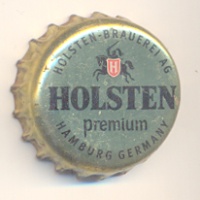 HOLSTEN-BRAUEREI AG
H
HOLSTEN
premium
HAMBURG GERMANY